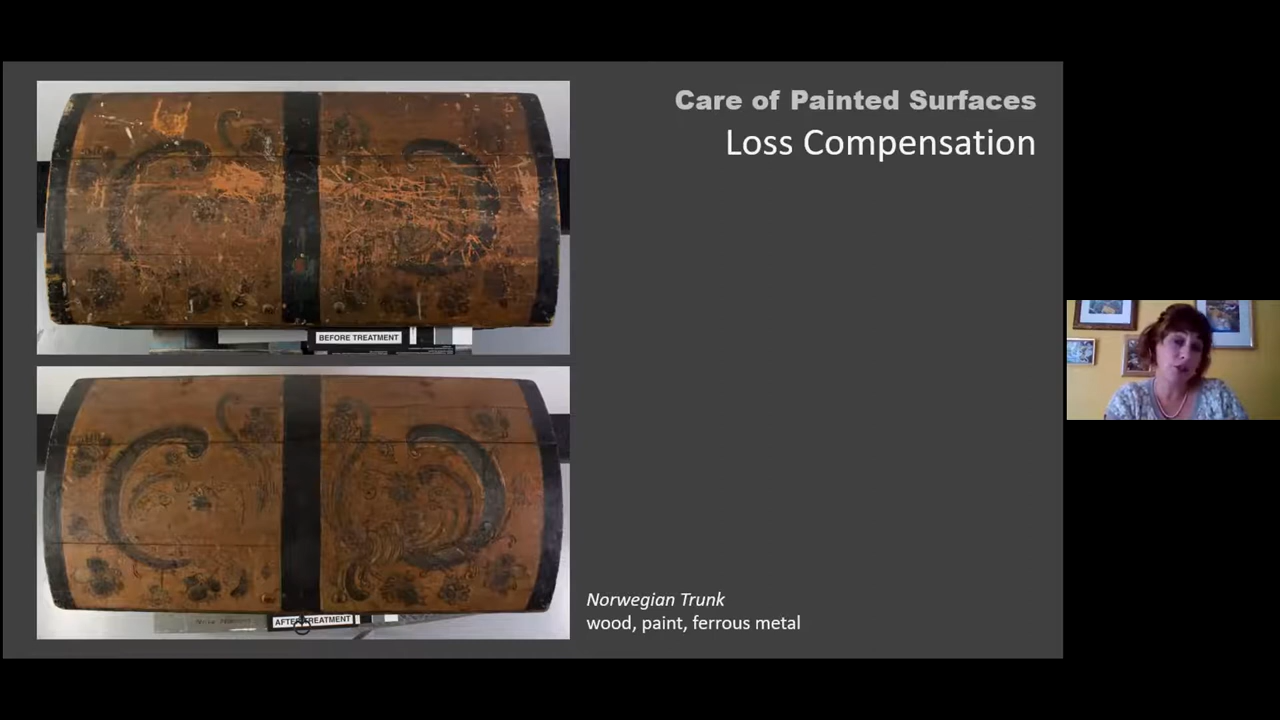 Care of Painted Surfaces
Loss Compensation
BEFORE TREATMENT
AFTER TREATMENT
Norwegian Trunk
wood, paint, ferrous metal